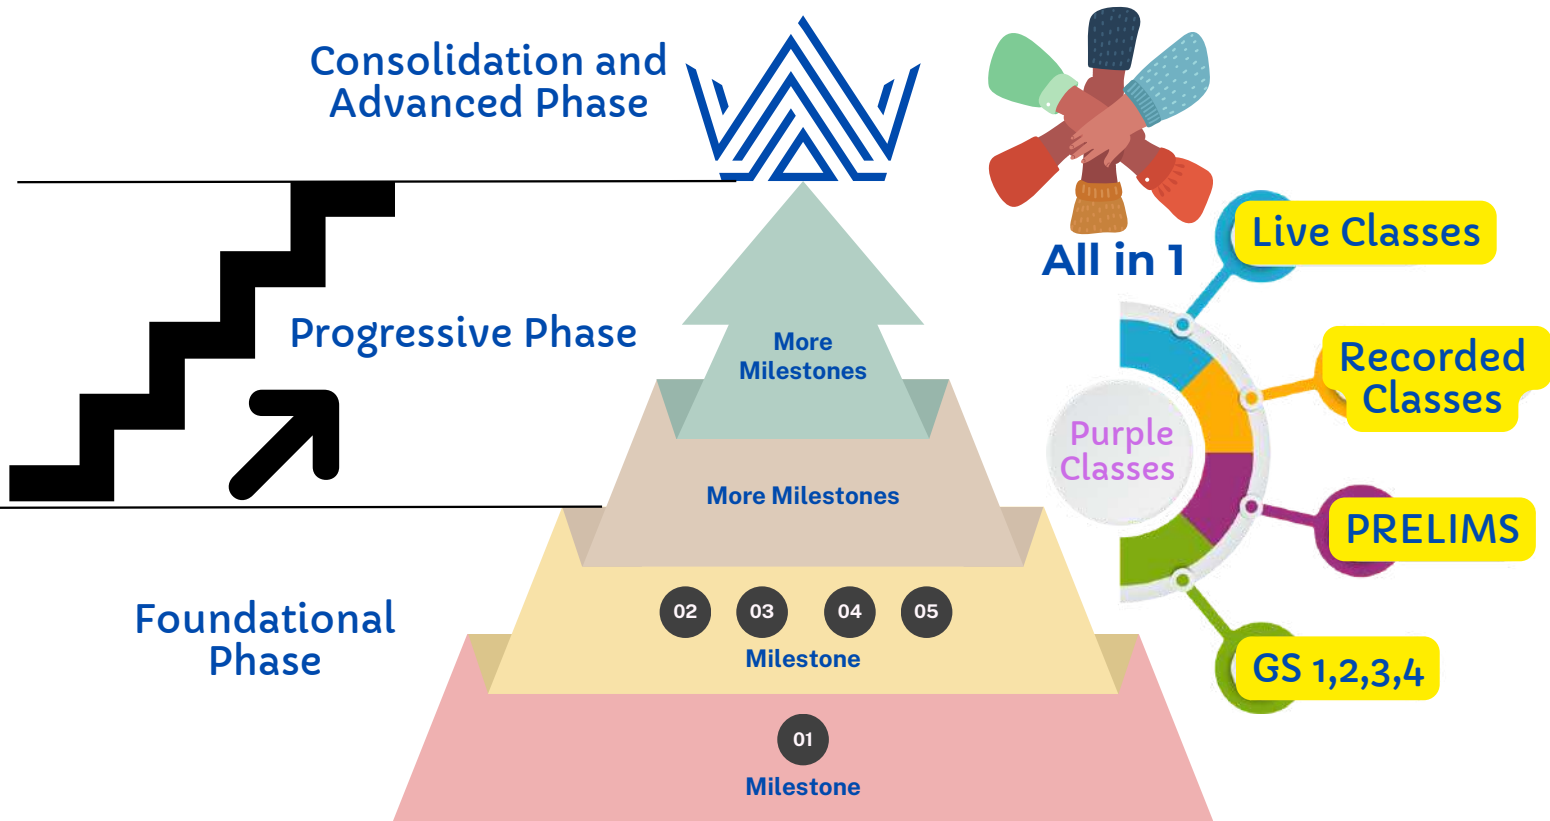 Consolidation and
Advanced Phase
All in 1
Live Classes
Progressive Phase
More
Milestones
Recorded
Classes
Purple
Classes
More Milestones
PRELIMS
Foundational
Phase
02 03 04 05
Milestone
GS 1,2,3,4
01
Milestone